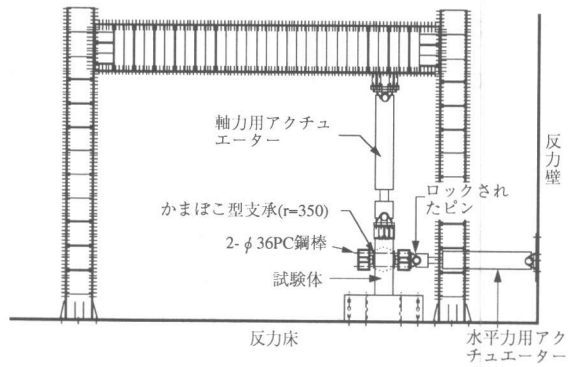 軸力用アクチュ
エーター
反力壁
ロックされ
たピン
かまぼこ型支承(r=350)
2-φ36PC鋼棒
試験体
反力床
水平力用アク
チュエーター